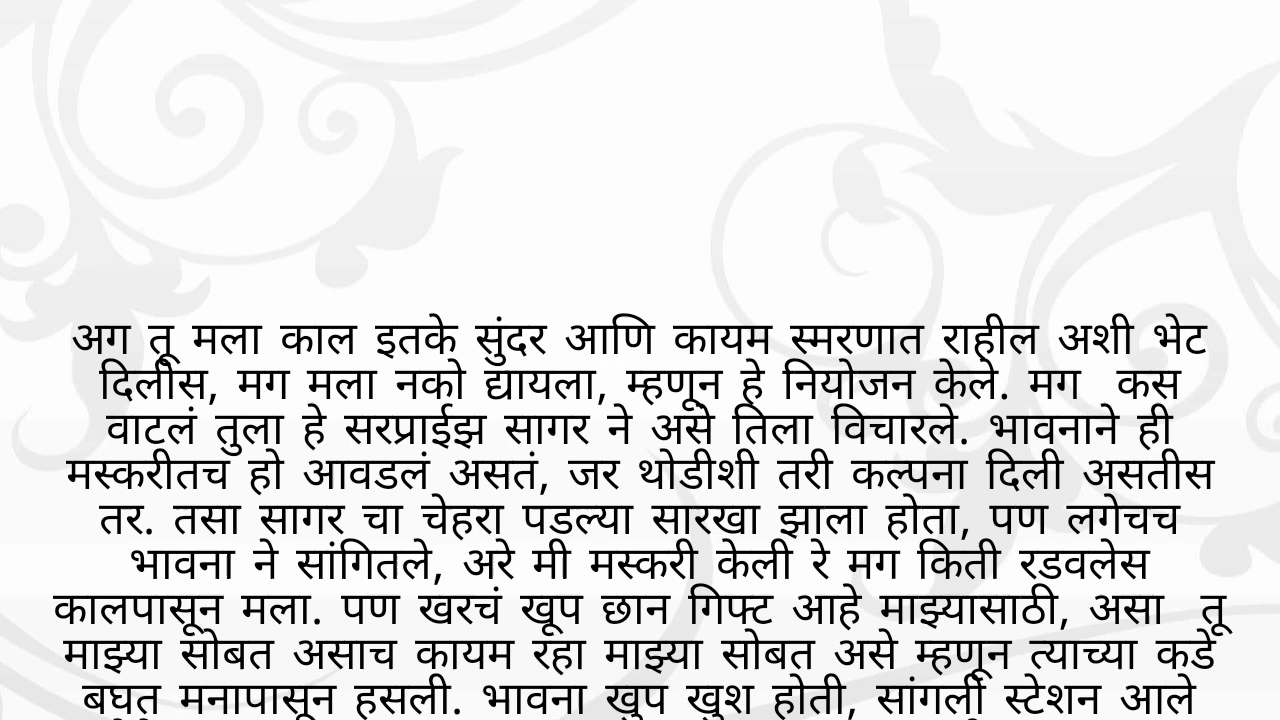 अग तू मला काल इतके सुंदर आणि कायम स्मरणात राहील अशी भेट
दिलीस, मग मला नको द्यायला, म्हणून हे नियोजन केले. मग कस
वाटलं तुला हे सरप्राईझ सागर ने असे तिला विचारले. भावनाने ही
मस्करीतच हो आवडलं असतं, जर थोडीशी तरी कल्पना दिली असतीस
तर. तसा सागर चा चेहरा पडल्या सारखा झाला होता, पण लगेचच
भावना ने सांगितले, अरे मी मस्करी केली रे मग किती रडवलेस
कालपासून मला. पण खरचं खूप छान गिफ्ट आहे माझ्यासाठी, असा तू
माझ्या सोबत असाच कायम रहा माझ्या सोबत असे म्हणून त्याच्या कडे
बघत मनापासून हसली. भावना खुप खुश होती, सांगली स्टेशन आले